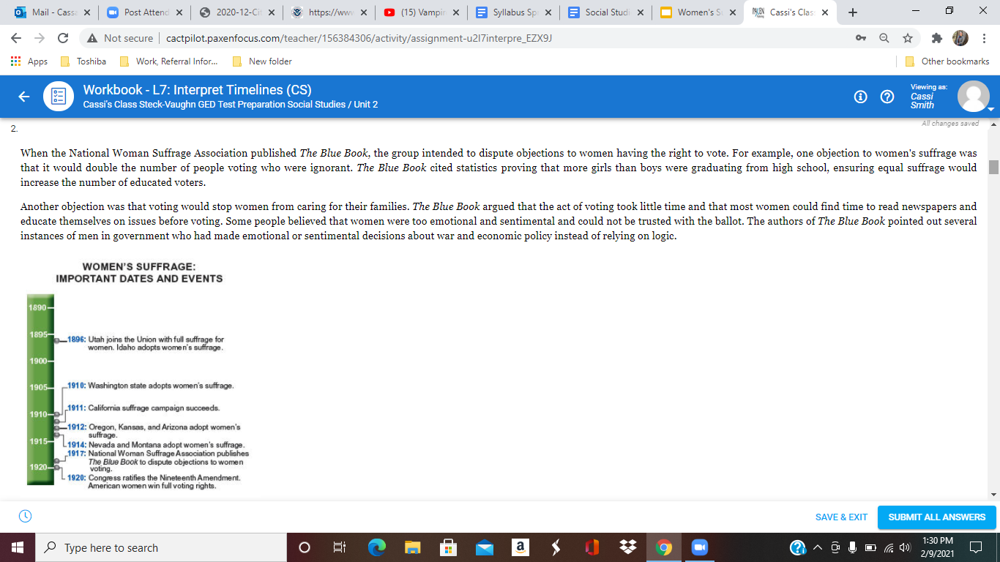 Mail - Cassa
Post Attend
2020-12-Cit
https://www
(15) Vampir
Syllabus Sp
Social Studi
Women's S
Cassi's Clas
Not secure | cactpilot.paxenfocus.com/teacher/156384306/activity/assignment-u2l7interpre_EZX9J
Apps
Toshiba
Work, Referral Infor...
New folder
Other bookmarks
Workbook - L7: Interpret Timelines (CS)
Cassi's Class Steck-Vaughn GED Test Preparation Social Studies / Unit 2
Viewing as:
Cassi
Smith
All changes saved
2.
When the National Woman Suffrage Association published The Blue Book, the group intended to dispute objections to women having the right to vote. For example, one objection to women's suffrage was
that it would double the number of people voting who were ignorant. The Blue Book cited statistics proving that more girls than boys were graduating from high school, ensuring equal suffrage would
increase the number of educated voters.
Another objection was that voting would stop women from caring for their families. The Blue Book argued that the act of voting took little time and that most women could find time to read newspapers and
educate themselves on issues before voting. Some people believed that women were too emotional and sentimental and could not be trusted with the ballot. The authors of The Blue Book pointed out several
instances of men in government who had made emotional or sentimental decisions about war and economic policy instead of relying on logic.
WOMEN'S SUFFRAGE:
IMPORTANT DATES AND EVENTS
1890
1895
1896: Utah joins the Union with full suffrage for
women. Idaho adopts women's suffrage.
1900
1905
1910: Washington state adopts women's suffrage.
1911: California suffrage campaign succeeds.
1910
1912: Oregon, Kansas, and Arizona adopt women's
suffrage.
1915
1914: Nevada and Montana adopt women's suffrage.
1917: National Woman Suffrage Association publishes
The Blue Book to dispute objections to women
voting.
1920
1920: Congress ratifies the Nineteenth Amendment.
American women win full voting rights.
SAVE & EXIT
SUBMIT ALL ANSWERS
Type here to search
1:30 PM
2/9/2021